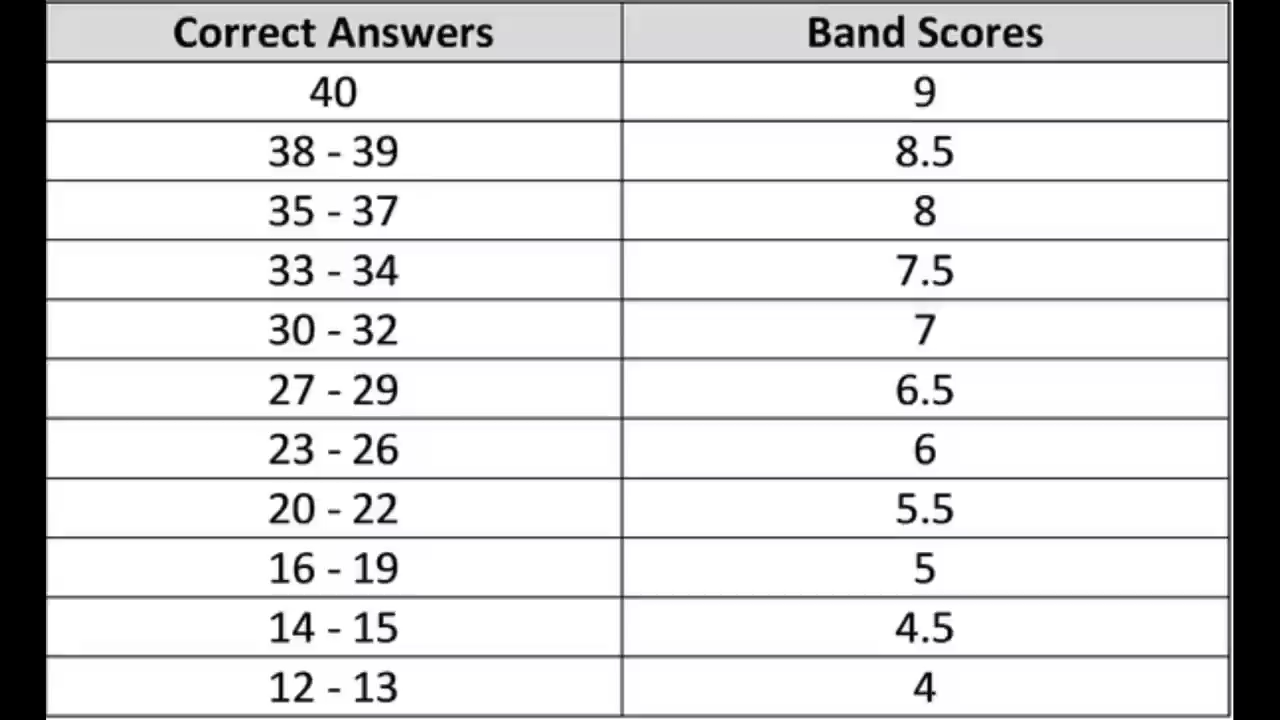 Correct Answers Band Scores
40 9
38 - 39 8.5
35 - 37 8
33 - 34 7.5
30 - 32 7
27 - 29 6.5
23 - 26 6
20 - 22 5.5
16 - 19 5
14 - 15 4.5
12 - 13 4